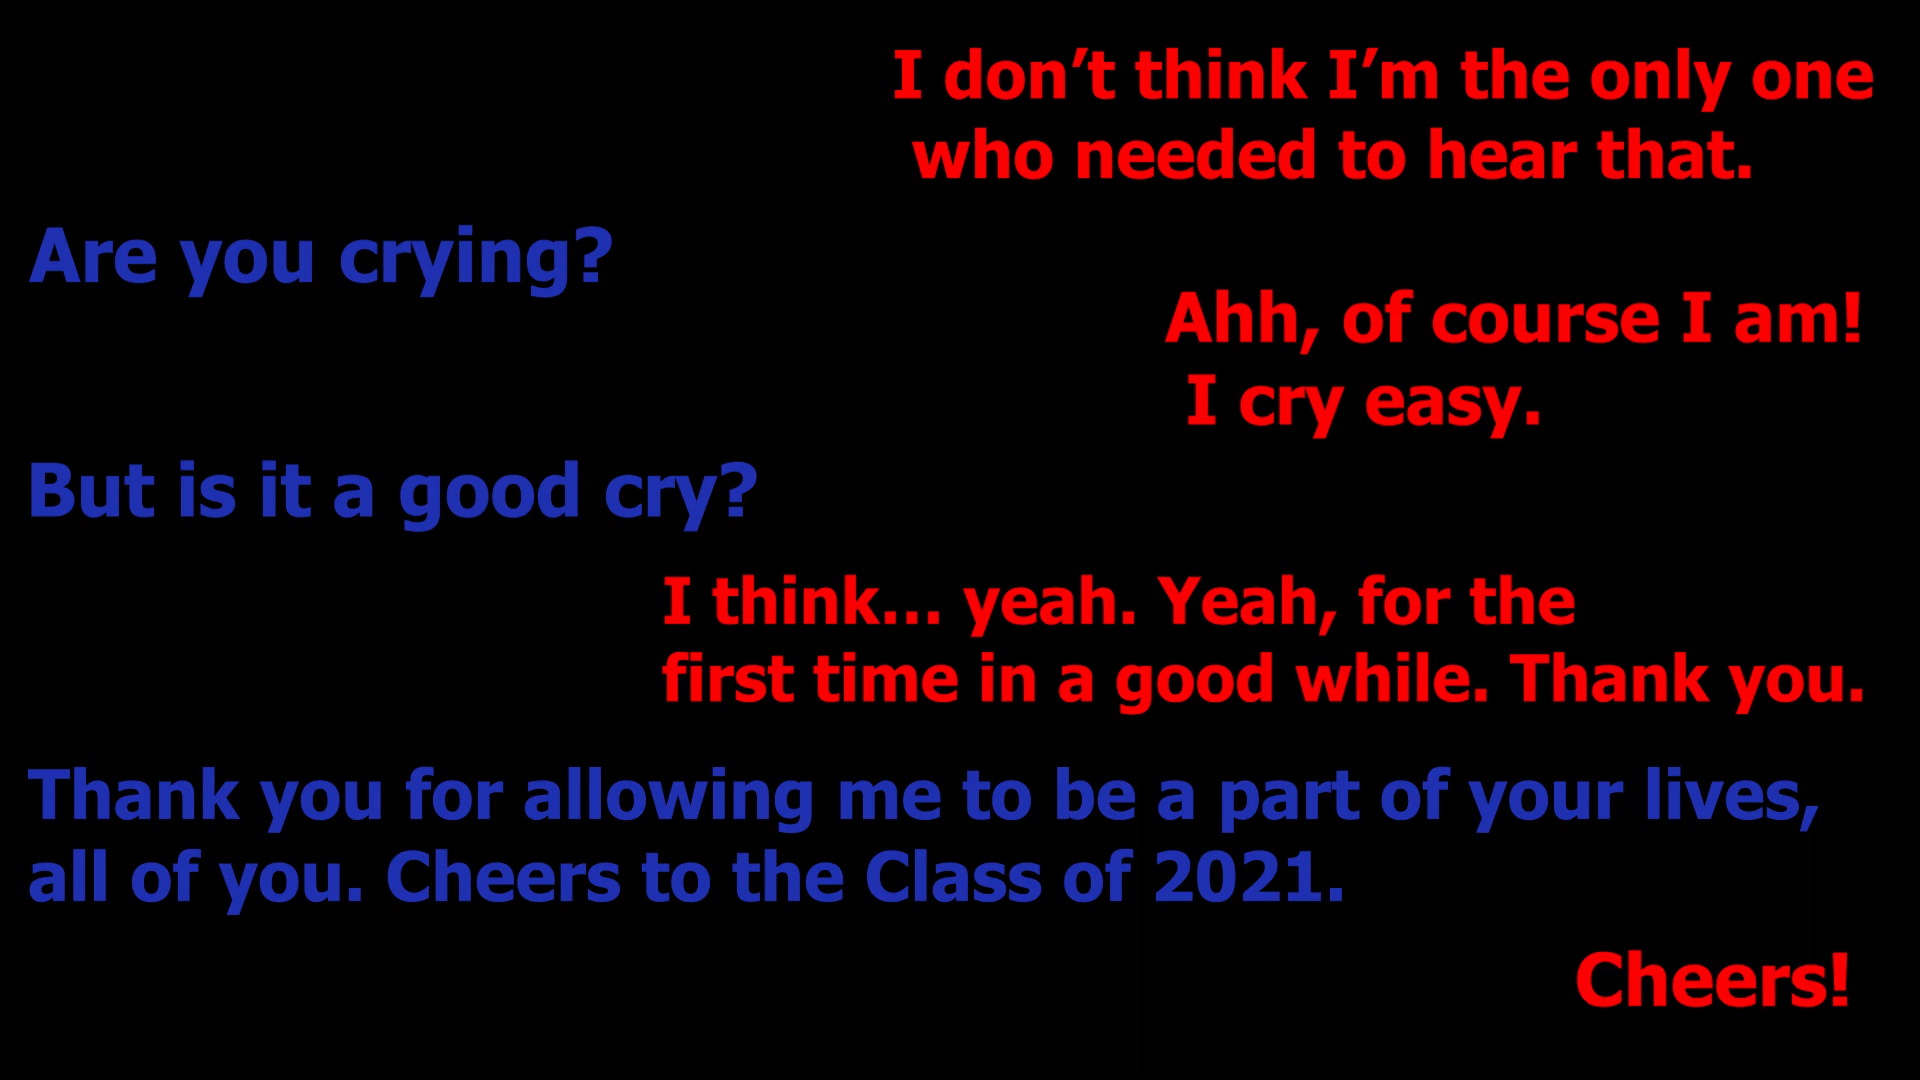 I don’t think I’m the only one
who needed to hear that.
Are you crying?
Ahh, of course I am!
I cry easy.
But is it a good cry?
I think... yeah. Yeah, for the
first time in a good while. Thank you.
Thank you for allowing me to be a part of your lives,
all of you. Cheers to the Class of 2021.
Cheers!